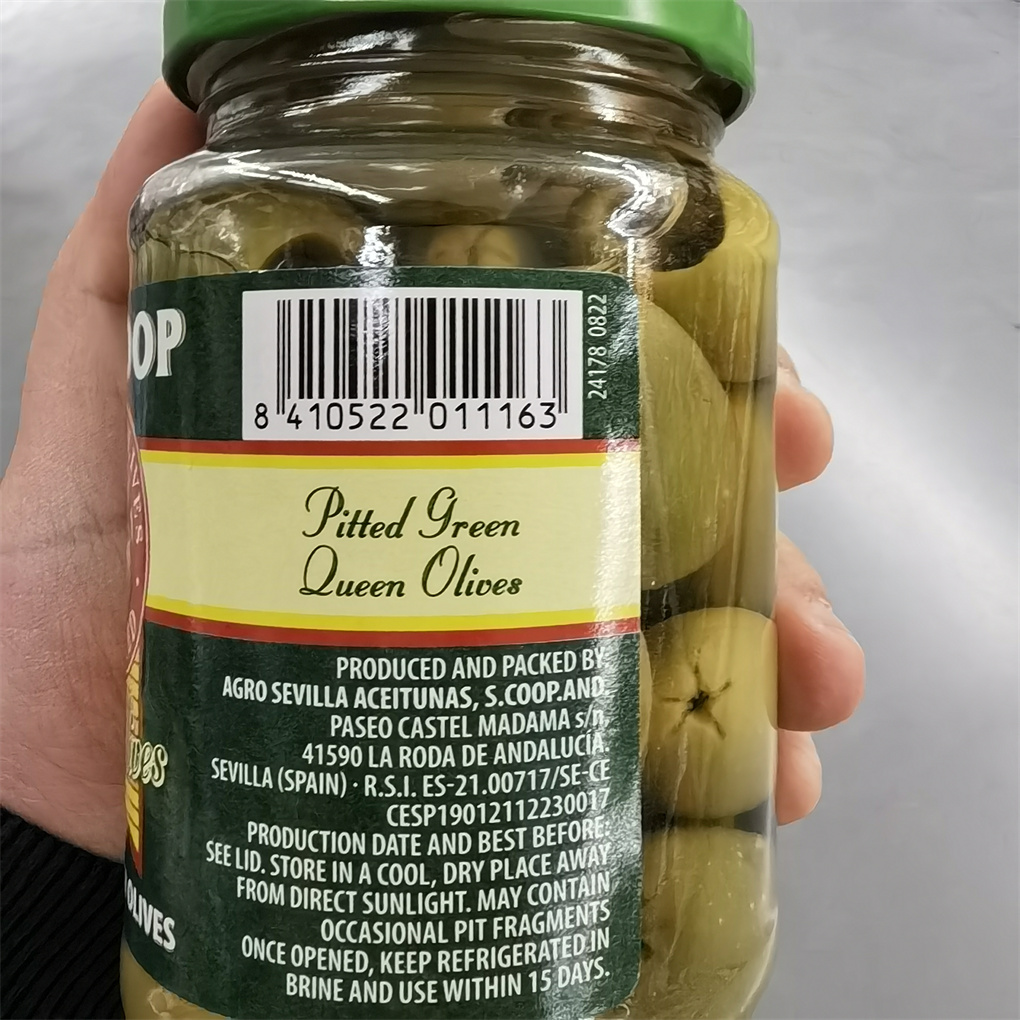 24178 0822
8 410522 011163
Pitted Green
Queen Olives
PRODUCED AND PACKED BY:
AGRO SEVILLA ACEITUNAS, S.COOP.AND.
PASEO CASTEL MADAMA s/n,
41590 LA RODA DE ANDALUCÍA.
SEVILLA (SPAIN) · R.S.I. ES-21.00717/SE-CE
CESP19012112230017
PRODUCTION DATE AND BEST BEFORE:
SEE LID. STORE IN A COOL, DRY PLACE AWAY
FROM DIRECT SUNLIGHT. MAY CONTAIN
OCCASIONAL PIT FRAGMENTS
ONCE OPENED, KEEP REFRIGERATED IN
BRINE AND USE WITHIN 15 DAYS.
OLIVES